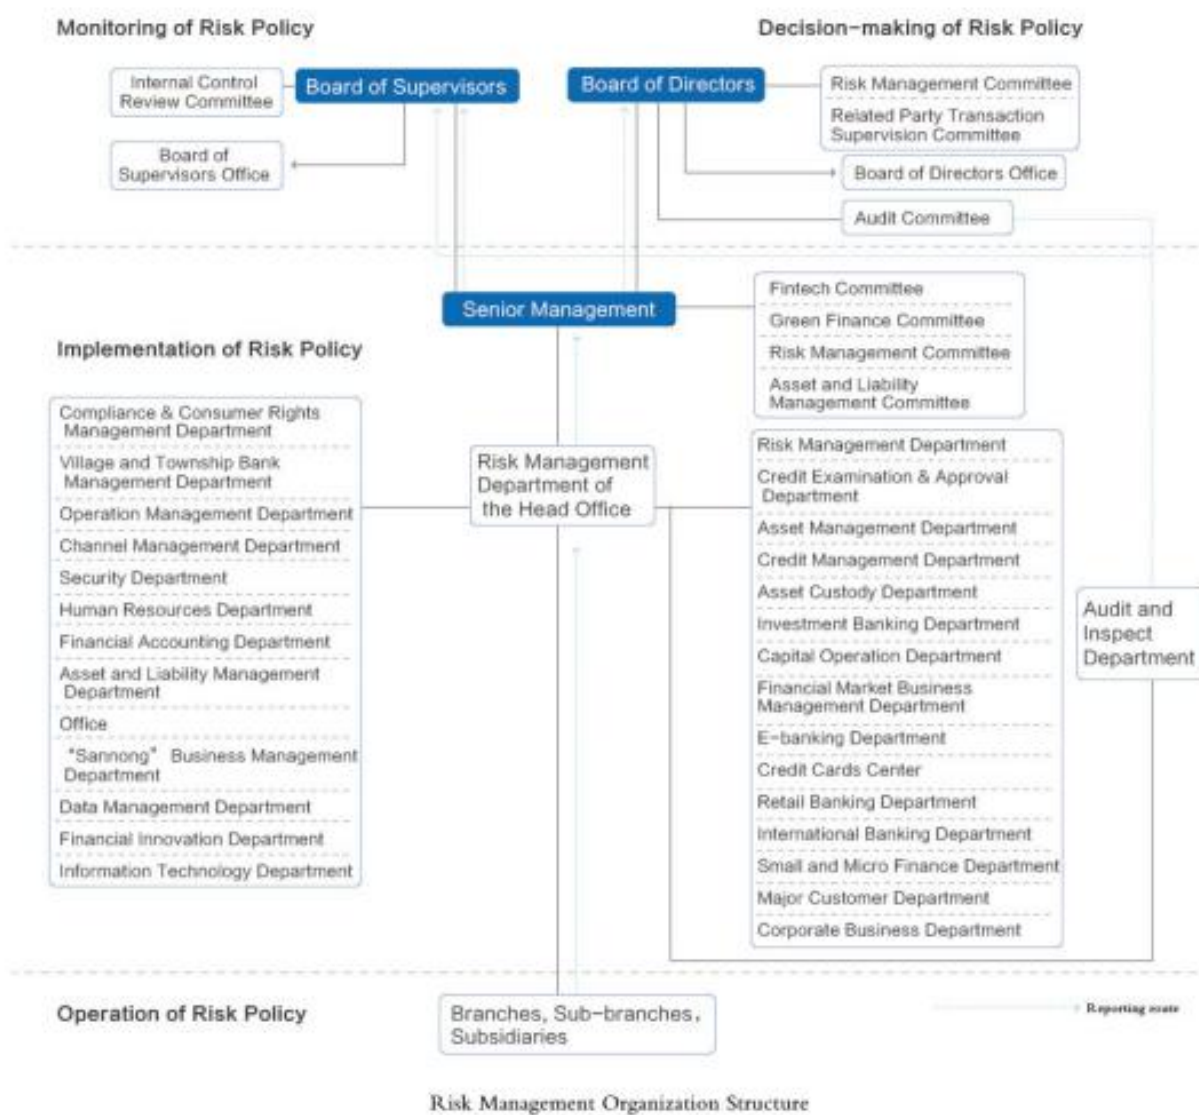 Monitoring of Risk Policy
Decision-making of Risk Policy
Internal Control
Review Committee
Board of Supervisors
Board of Directors
Risk Management Committee
Related Party Transaction
Supervision Committee
Board of
Supervisors Office
Board of Directors Office
Audit Committee
Senior Management
Fintech Committee
Green Finance Committee
Risk Management Committee
Asset and Liability
Management Committee
Implementation of Risk Policy
Compliance & Consumer Rights
Management Department
Village and Township Bank
Management Department
Operation Management Department
Channel Management Department
Security Department
Human Resources Department
Financial Accounting Department
Asset and Liability Management
Department
Office
"Sannong" Business Management
Department
Data Management Department
Financial Innovation Department
Information Technology Department
Risk Management
Department of
the Head Office
Risk Management Department
Credit Examination & Approval
Department
Asset Management Department
Credit Management Department
Asset Custody Department
Investment Banking Department
Capital Operation Department
Financial Market Business
Management Department
E-banking Department
Credit Cards Center
Retail Banking Department
International Banking Department
Small and Micro Finance Department
Major Customer Department
Corporate Business Department
Audit and
Inspect
Department
Operation of Risk Policy
Branches, Sub-branches,
Subsidiaries
Reporting route
Risk Management Organization Structure